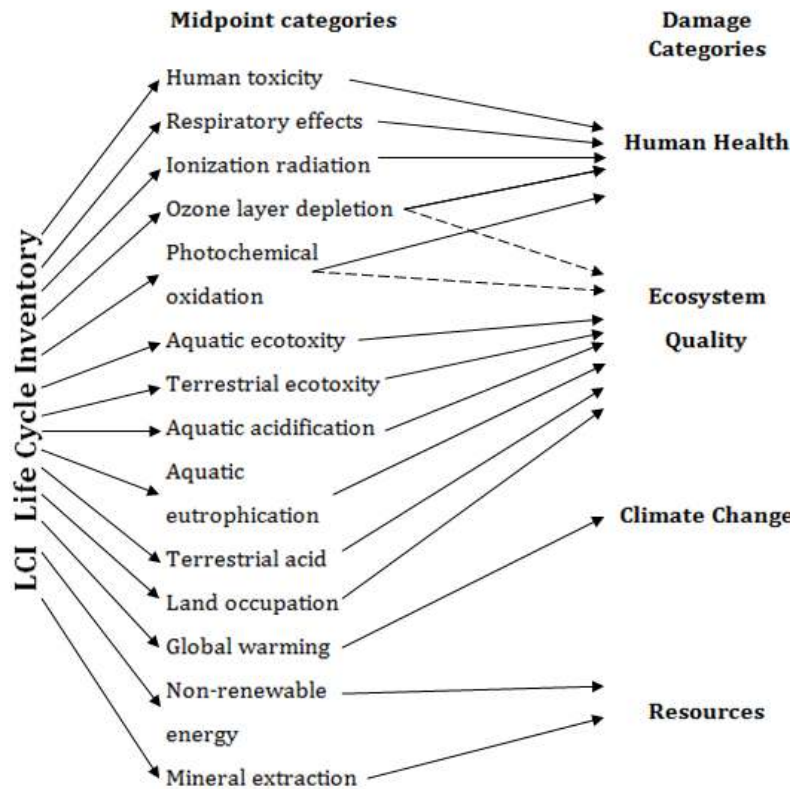 Midpoint categories
Damage
Categories
Human toxicity
Respiratory effects
Ionization radiation
Ozone layer depletion
Photochemical
oxidation
Aquatic ecotoxity
Terrestrial ecotoxity
Aquatic acidification
Aquatic
eutrophication
Terrestrial acid
Land occupation
Global warming
Non-renewable
energy
Mineral extraction
LCI Life Cycle Inventory
Human Health
Ecosystem
Quality
Climate Change
Resources